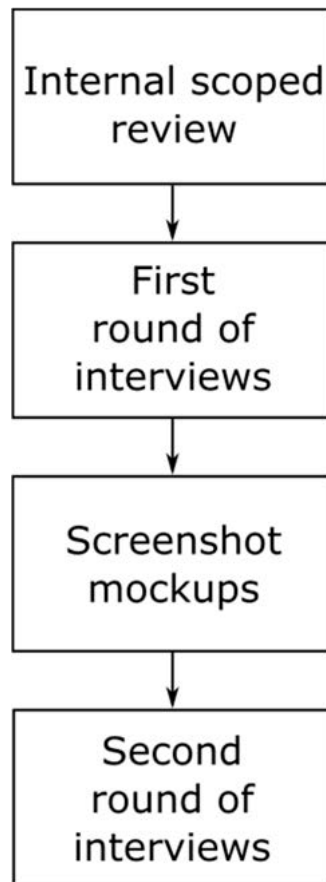 Internal scoped
review
First
round of
interviews
Screenshot
mockups
Second
round of
interviews